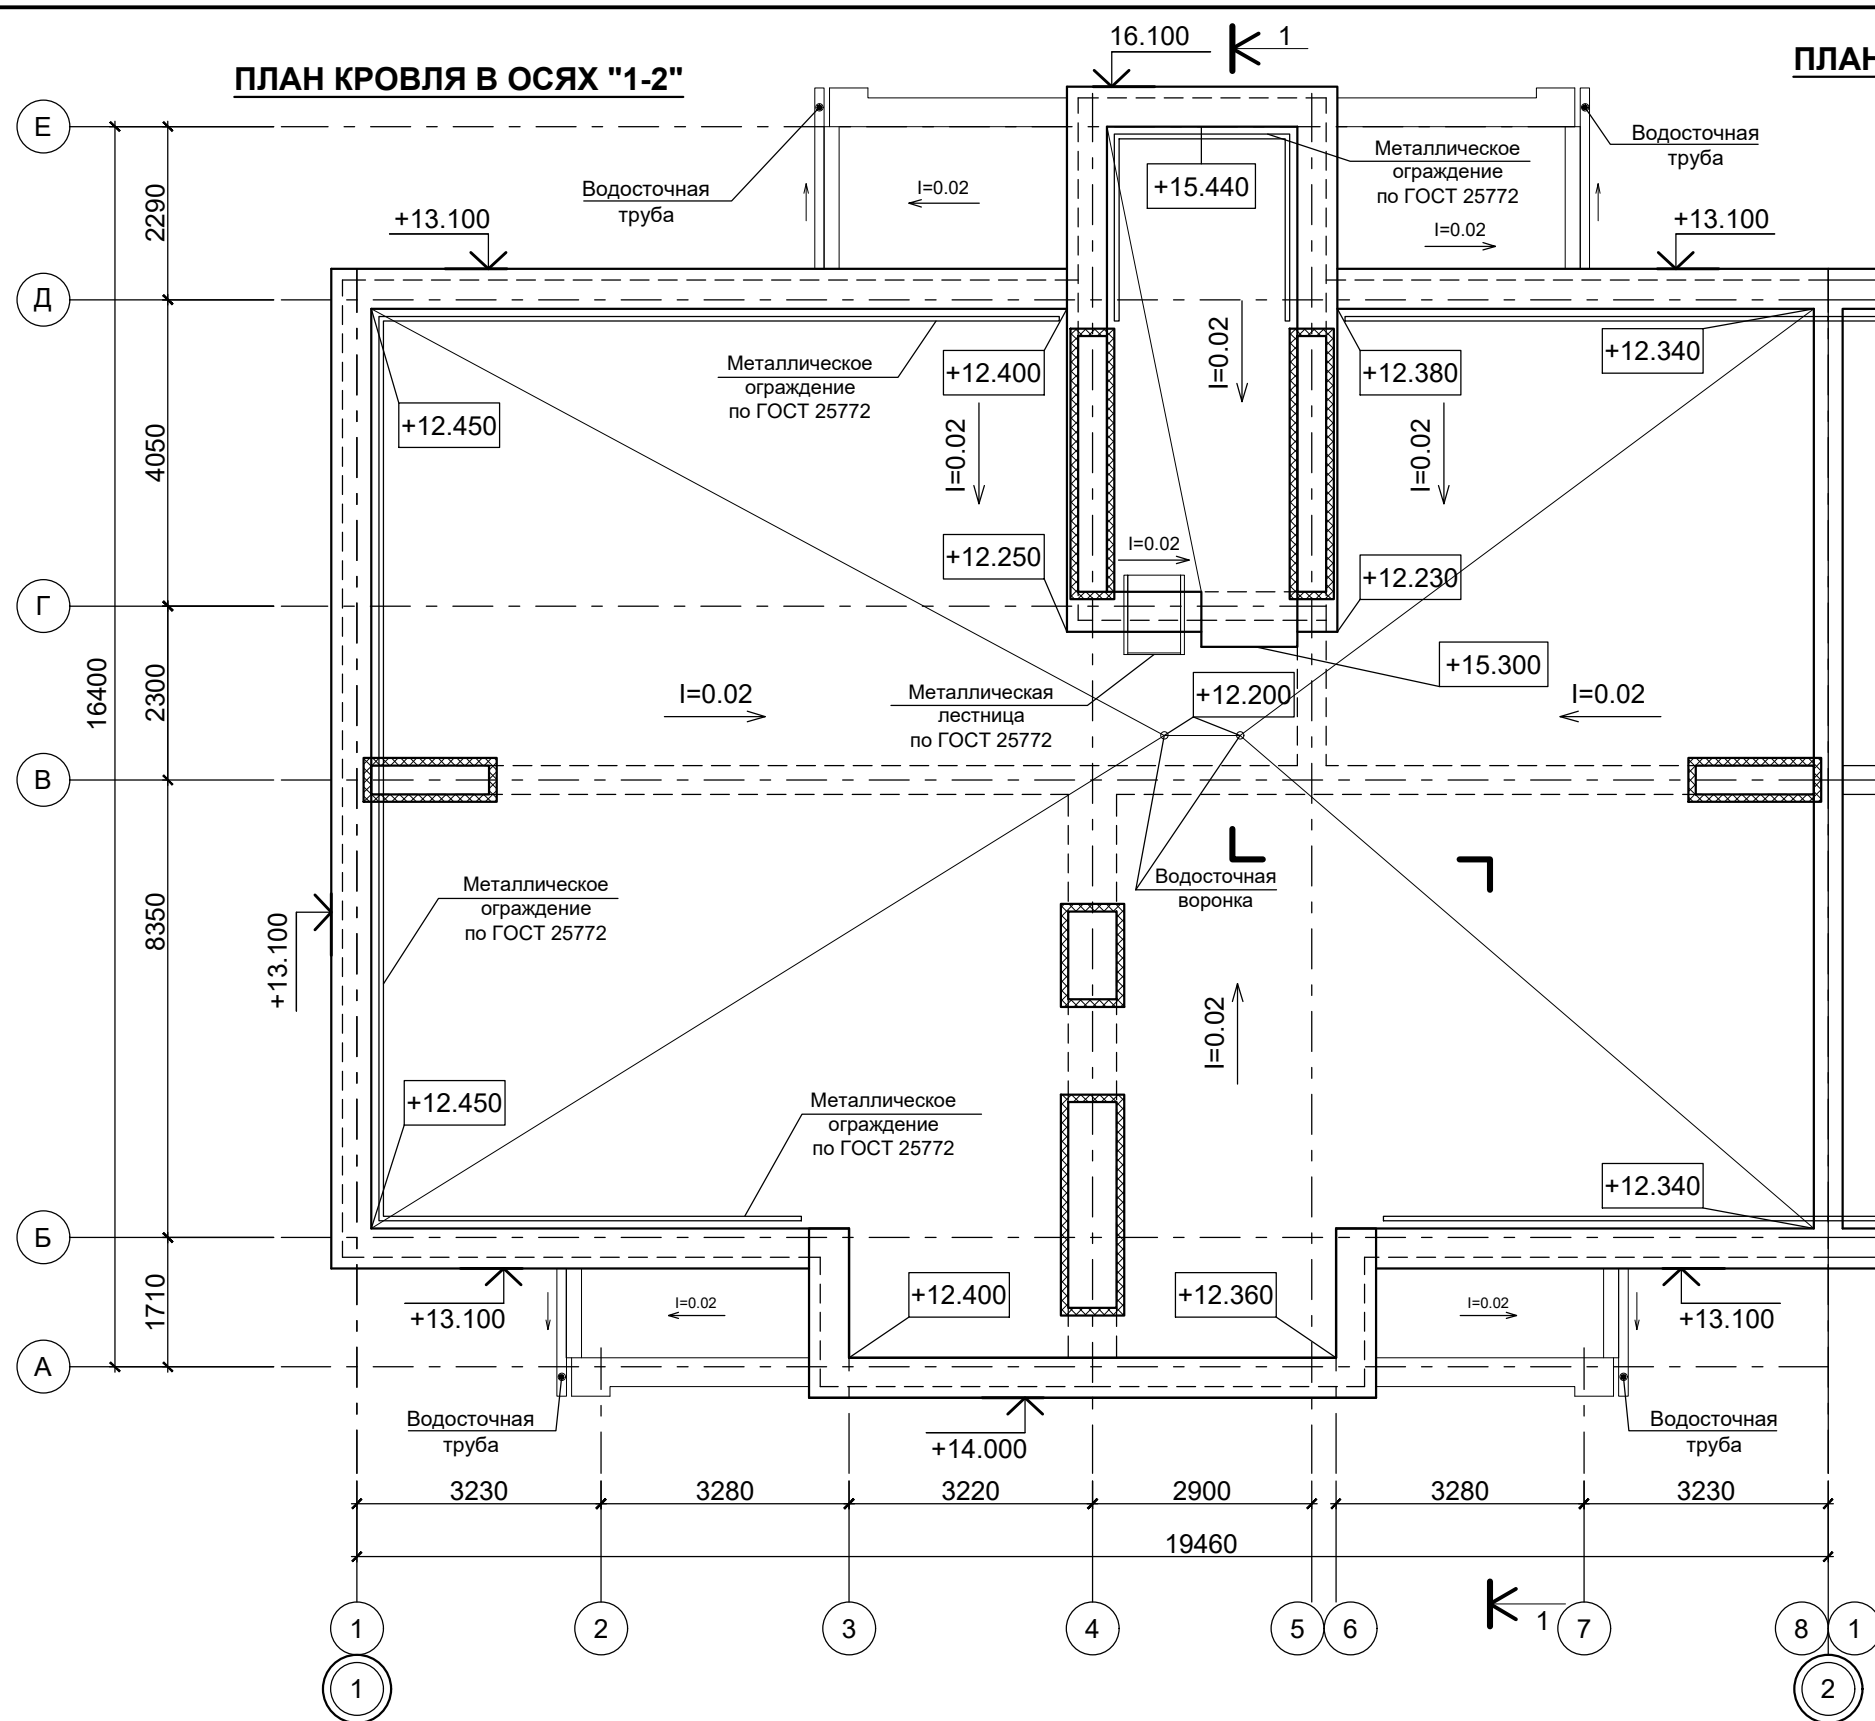 16.100
1
ПЛАН КРОВЛЯ В ОСЯХ "1-2"
ПЛАН
Е
Водосточная
труба
I=0.02
+15.440
Металлическое
ограждение
по ГОСТ 25772
I=0.02
Водосточная
труба
2290
+13.100
+13.100
Д
Металлическое
ограждение
по ГОСТ 25772
+12.400
I=0.02
+12.380
+12.340
+12.450
I=0.02
I=0.02
4050
+12.250
I=0.02
+12.230
Г
16400
2300
I=0.02
Металлическая
лестница
по ГОСТ 25772
+12.200
+15.300
I=0.02
В
8350
Металлическое
ограждение
по ГОСТ 25772
Водосточная
воронка
+13.100
I=0.02
+12.450
Металлическое
ограждение
по ГОСТ 25772
+12.340
Б
1710
+13.100
I=0.02
+12.400
+12.360
I=0.02
+13.100
А
Водосточная
труба
+14.000
Водосточная
труба
3230
3280
3220
2900
3280
3230
19460
1
1
2
3
4
5
6
7
8
1
1
2